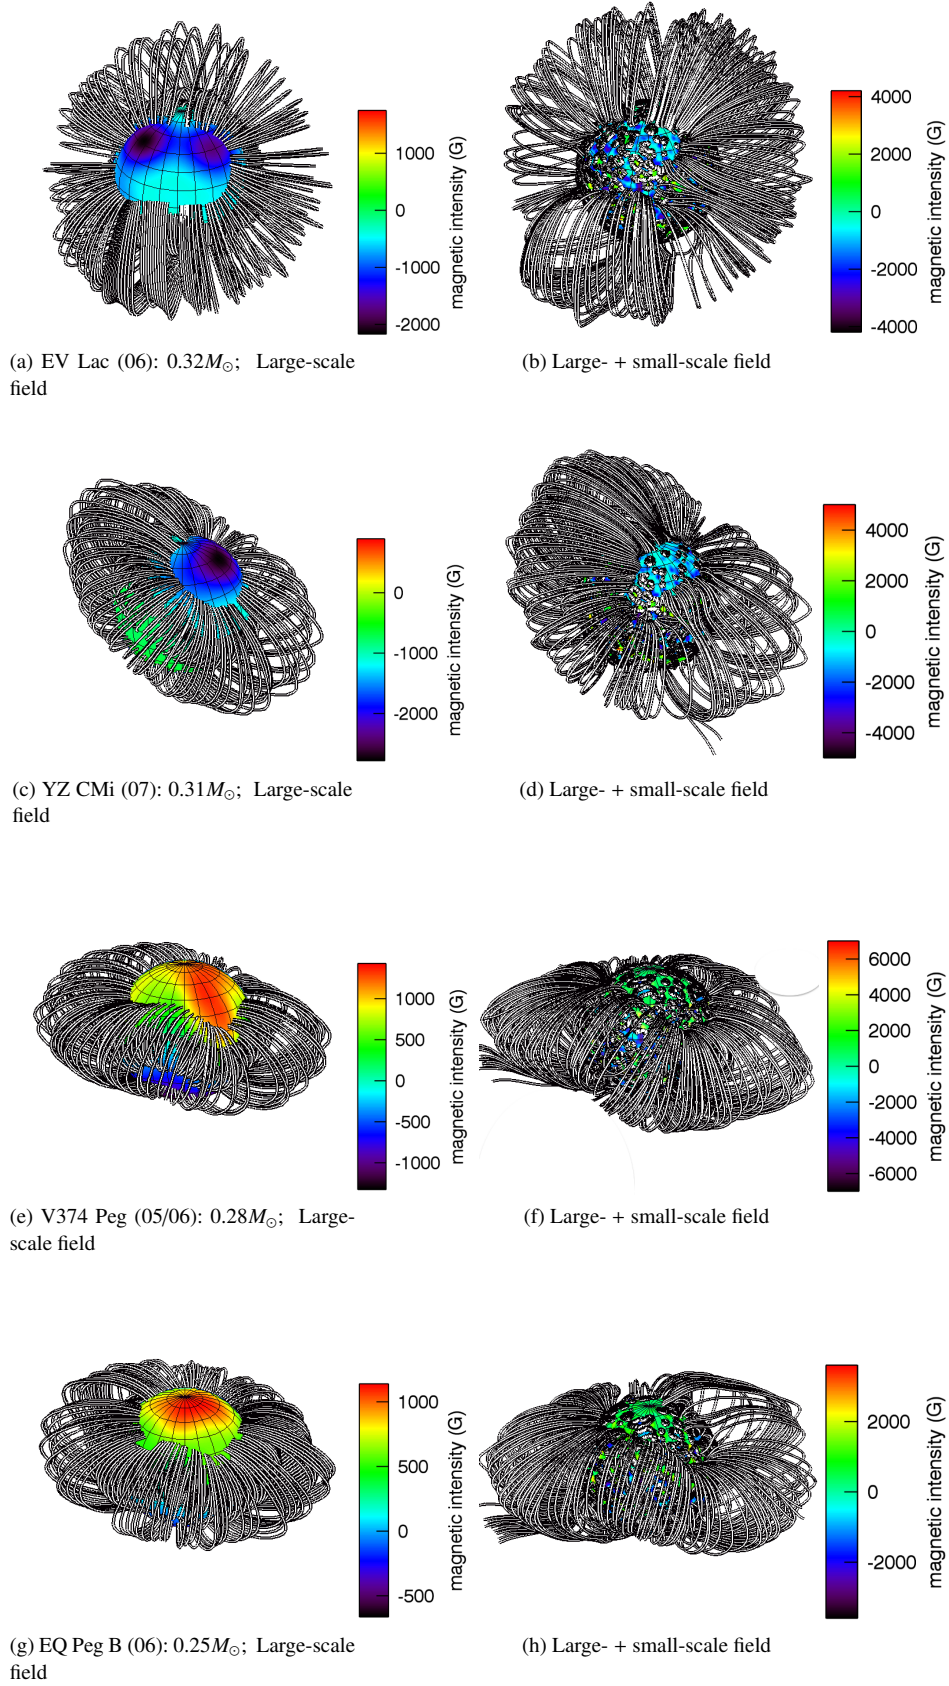 1000
0
-1000
-2000
magnetic intensity (G)
4000
2000
0
-2000
-4000
magnetic intensity (G)
(a) EV Lac (06): 0.32M⊙; Large-scale
field
(b) Large- + small-scale field
0
-1000
-2000
magnetic intensity (G)
4000
2000
0
-2000
-4000
magnetic intensity (G)
(c) YZ CMi (07): 0.31M⊙; Large-scale
field
(d) Large- + small-scale field
1000
500
0
-500
-1000
magnetic intensity (G)
6000
4000
2000
0
-2000
-4000
-6000
magnetic intensity (G)
(e) V374 Peg (05/06): 0.28M⊙; Large-
scale field
(f) Large- + small-scale field
1000
500
0
-500
magnetic intensity (G)
2000
0
-2000
magnetic intensity (G)
(g) EQ Peg B (06): 0.25M⊙; Large-scale
field
(h) Large- + small-scale field